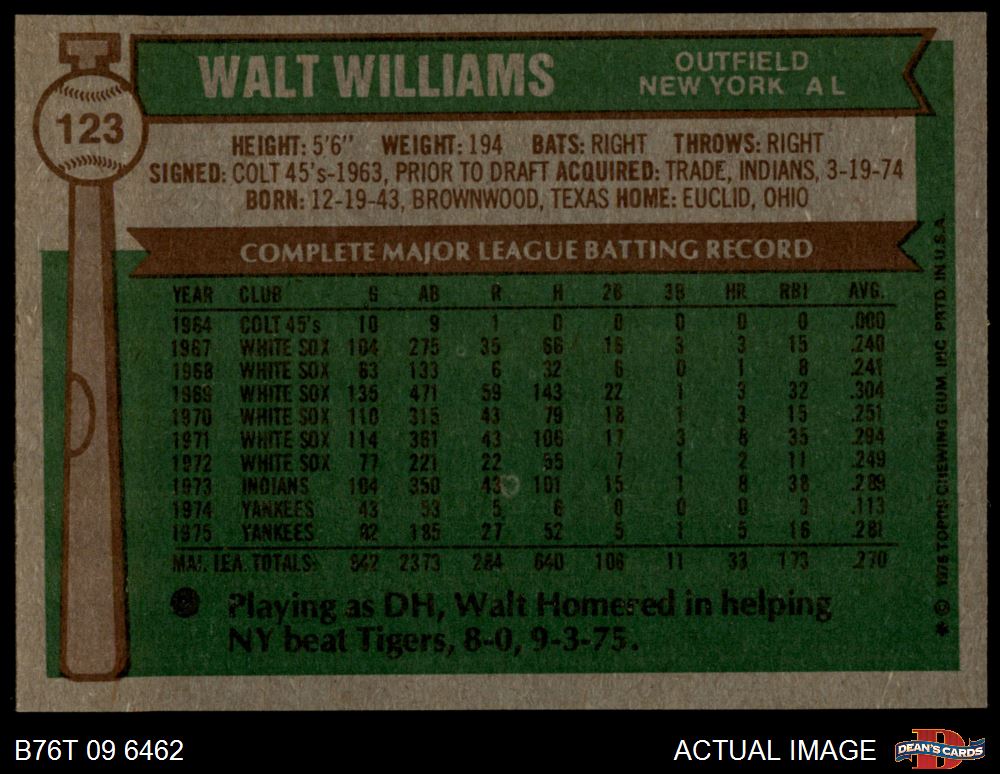 123
WALT WILLIAMS
OUTFIELD
NEW YORK A L
HEIGHT: 5'6" WEIGHT: 194 BATS: RIGHT THROWS: RIGHT
SIGNED: COLT 45's-1963, PRIOR TO DRAFT ACQUIRED: TRADE, INDIANS, 3-19-74
BORN: 12-19-43, BROWNWOOD, TEXAS HOME: EUCLID, OHIO
COMPLETE MAJOR LEAGUE BATTING RECORD
YEAR CLUB G AB R H 2B 3B HR RBI AVG.
1964 COLT 45's 10 9 1 0 0 0 0 0 .000
1967 WHITE SOX 104 275 35 66 16 3 3 15 .240
1968 WHITE SOX 63 133 6 32 6 0 1 8 .241
1969 WHITE SOX 135 471 59 143 22 1 3 32 .304
1970 WHITE SOX 110 315 43 79 18 1 3 15 .251
1971 WHITE SOX 114 361 43 106 17 3 8 35 .294
1972 WHITE SOX 77 221 22 55 7 1 2 11 .249
1973 INDIANS 104 350 43 101 15 1 8 38 .289
1974 YANKEES 43 53 5 6 0 0 0 3 .113
1975 YANKEES 82 185 27 52 5 1 5 16 .281
MAJ. LEA. TOTALS: 842 2373 284 640 106 11 33 173 .270
Playing as DH, Walt Homered in helping
NY beat Tigers, 8-0, 9-3-75.
© 1976 TOPPS CHEWING GUM, INC. PRTD. IN U.S.A.
B76T 09 6462
ACTUAL IMAGE
D
DEAN'S CARDS